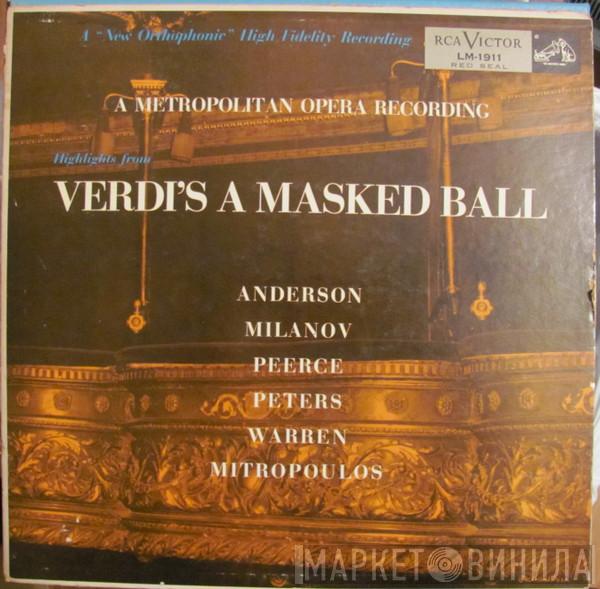 A "New Orthophonic" High Fidelity Recording
RCA VICTOR
LM-1911
RED SEAL
A METROPOLITAN OPERA RECORDING
Highlights from
VERDI'S A MASKED BALL
ANDERSON
MILANOV
PEERCE
PETERS
WARREN
MITROPOULOS
МАРКЕТ ВИНИЛА